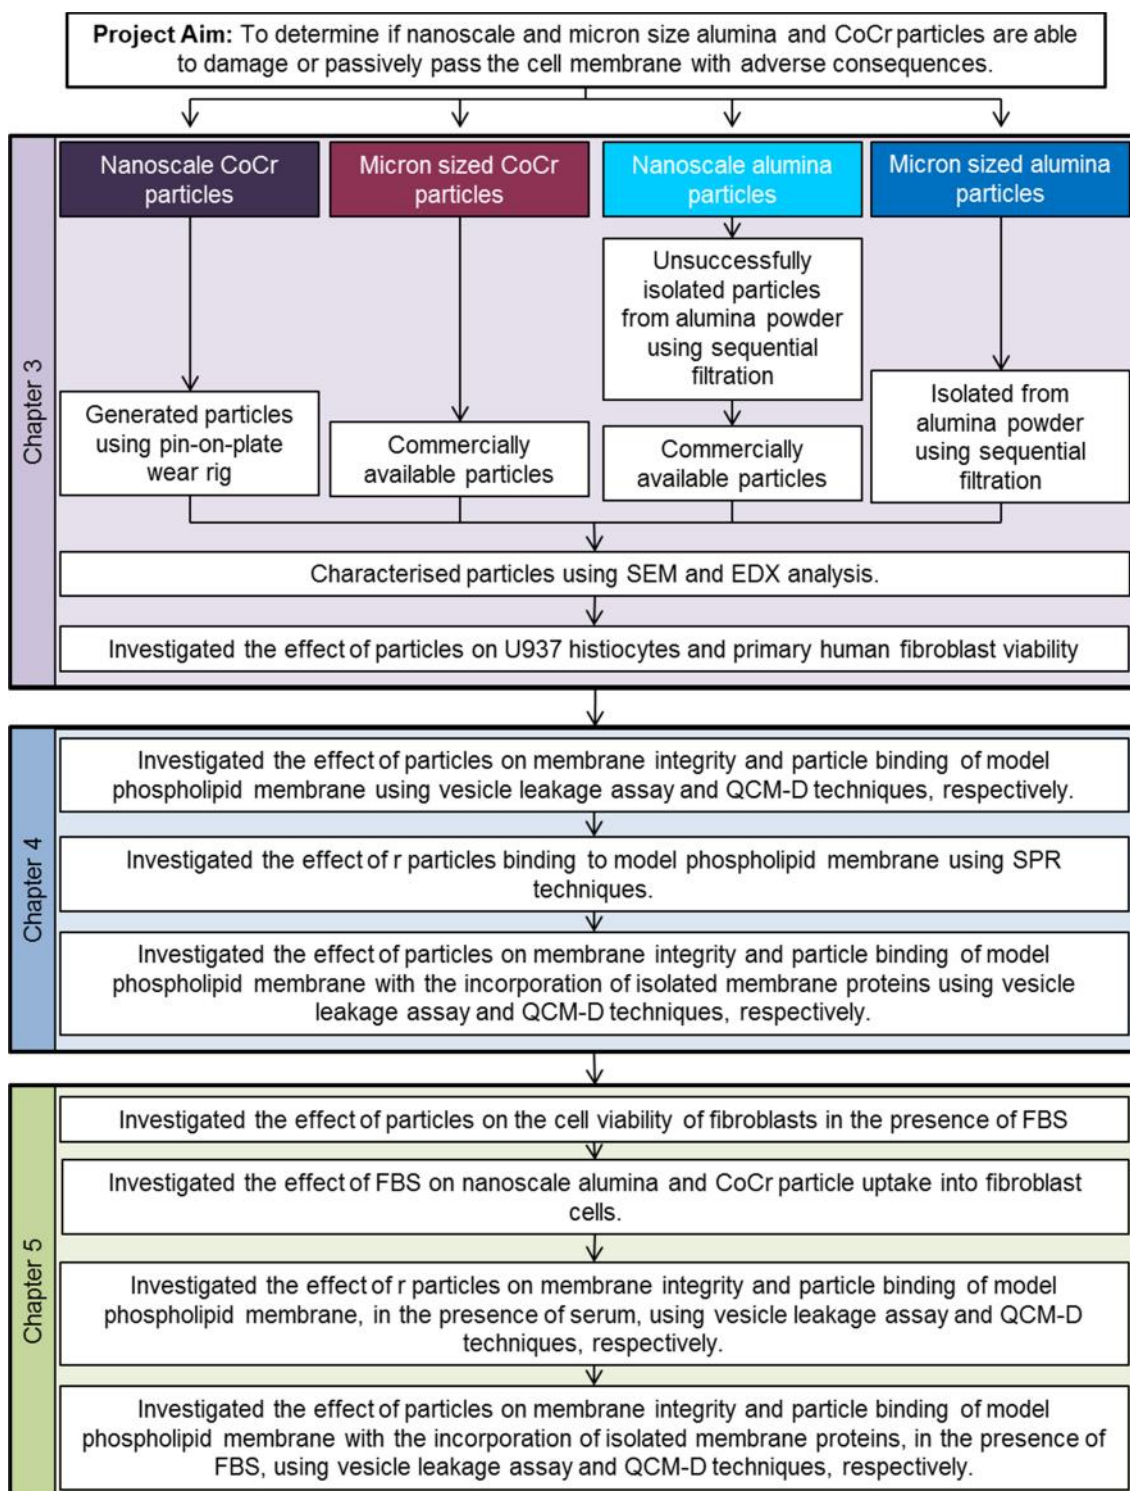 Project Aim: To determine if nanoscale and micron size alumina and CoCr particles are able
to damage or passively pass the cell membrane with adverse consequences.
Chapter 3
Nanoscale CoCr
particles
Micron sized CoCr
particles
Nanoscale alumina
particles
Micron sized alumina
particles
Unsuccessfully
isolated particles
from alumina powder
using sequential
filtration
Generated particles
using pin-on-plate
wear rig
Commercially
available particles
Commercially
available particles
Isolated from
alumina powder
using sequential
filtration
Characterised particles using SEM and EDX analysis.
Investigated the effect of particles on U937 histiocytes and primary human fibroblast viability
Chapter 4
Investigated the effect of particles on membrane integrity and particle binding of model
phospholipid membrane using vesicle leakage assay and QCM-D techniques, respectively.
Investigated the effect of r particles binding to model phospholipid membrane using SPR
techniques.
Investigated the effect of particles on membrane integrity and particle binding of model
phospholipid membrane with the incorporation of isolated membrane proteins using vesicle
leakage assay and QCM-D techniques, respectively.
Chapter 5
Investigated the effect of particles on the cell viability of fibroblasts in the presence of FBS
Investigated the effect of FBS on nanoscale alumina and CoCr particle uptake into fibroblast
cells.
Investigated the effect of r particles on membrane integrity and particle binding of model
phospholipid membrane, in the presence of serum, using vesicle leakage assay and QCM-D
techniques, respectively.
Investigated the effect of particles on membrane integrity and particle binding of model
phospholipid membrane with the incorporation of isolated membrane proteins, in the presence of
FBS, using vesicle leakage assay and QCM-D techniques, respectively.